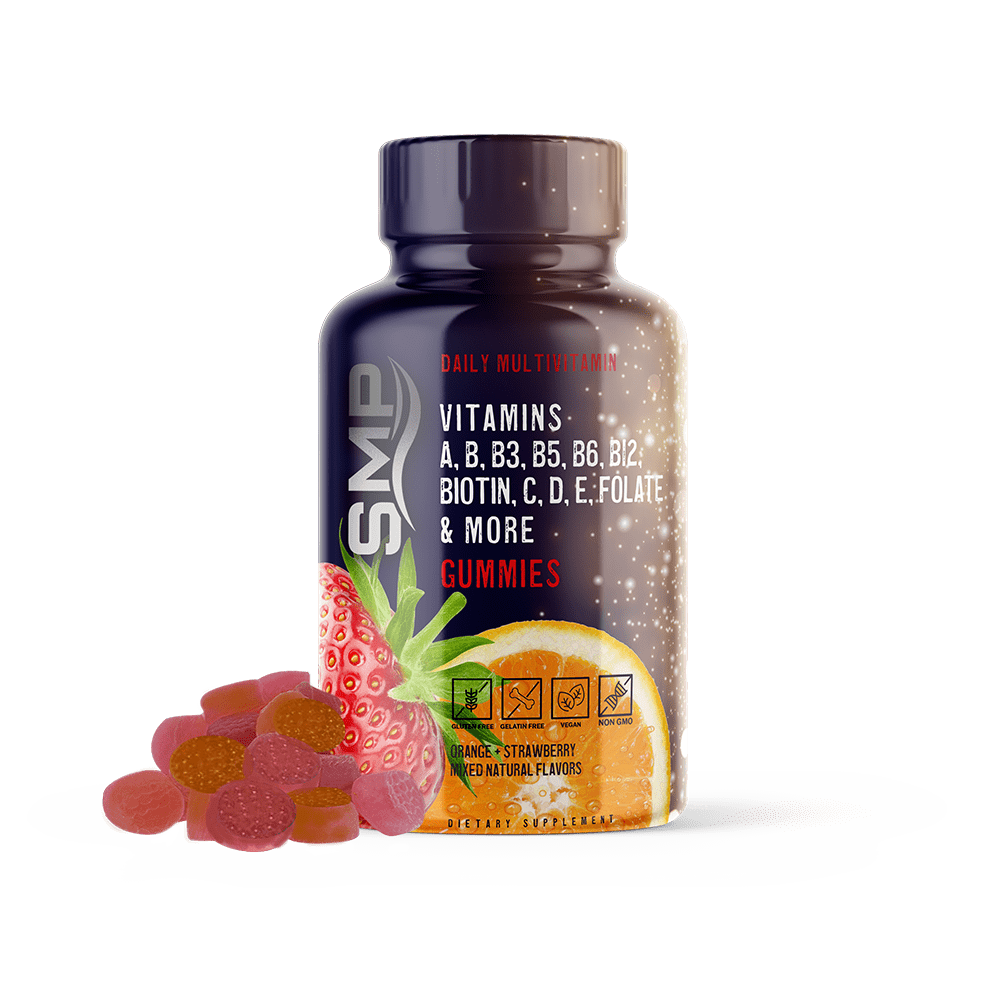 SMP
DAILY MULTIVITAMIN
VITAMINS
A, B, B3, B5, B6, B12,
BIOTIN, C, D, E, FOLATE
& MORE
GUMMIES
GLUTEN FREE GELATIN FREE VEGAN NON GMO
ORANGE + STRAWBERRY
MIXED NATURAL FLAVORS
DIETARY SUPPLEMENT